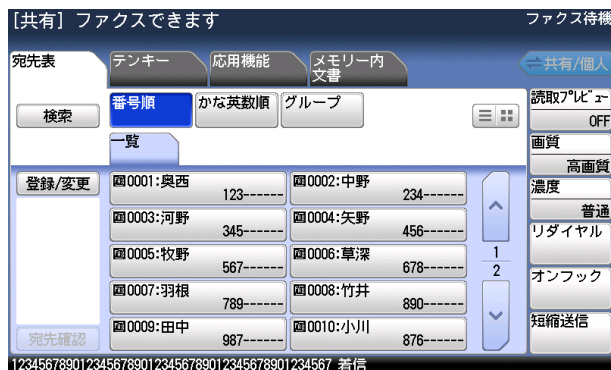 [共有] ファクスできます
ファクス待機
宛先表
テンキー
応用機能
メモリー内
文書
共有/個人
検索
番号順
かな英数順
グループ
一覧
登録/変更
0001:奥西
123------
0002:中野
234------
0003:河野
345------
0004:矢野
456------
0005:牧野
567------
0006:草深
678------
0007:羽根
789------
0008:竹井
890------
0009:田中
987------
0010:小川
876------
1
2
宛先確認
読取プレビュー
OFF
画質
高画質
濃度
普通
リダイヤル
オンフック
短縮送信
1234567890123456789012345678901234567 着信